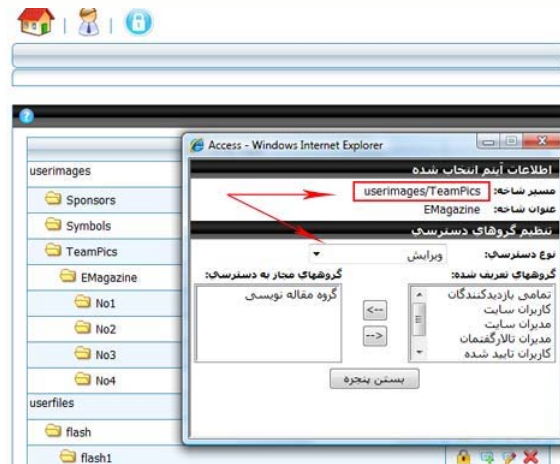 Access - Windows Internet Explorer
اطلاعات آیتم انتخاب شده
مسیر شاخه: userimages/TeamPics
عنوان شاخه: EMagazine
تنظیم گروهای دسترسی
نوع دسترسی: ویرایش
گروههای تعریف شده:
تمامی بازدیدکنندگان
کاربران سایت
مدیران سایت
مدیران تالارگفتمان
کاربران تایید شده
<--
-->
گروههای مجاز به دسترسی:
گروه مقاله نویسی
بستن پنجره
userimages
Sponsors
Symbols
TeamPics
EMagazine
No1
No2
No3
No4
userfiles
flash
flash1